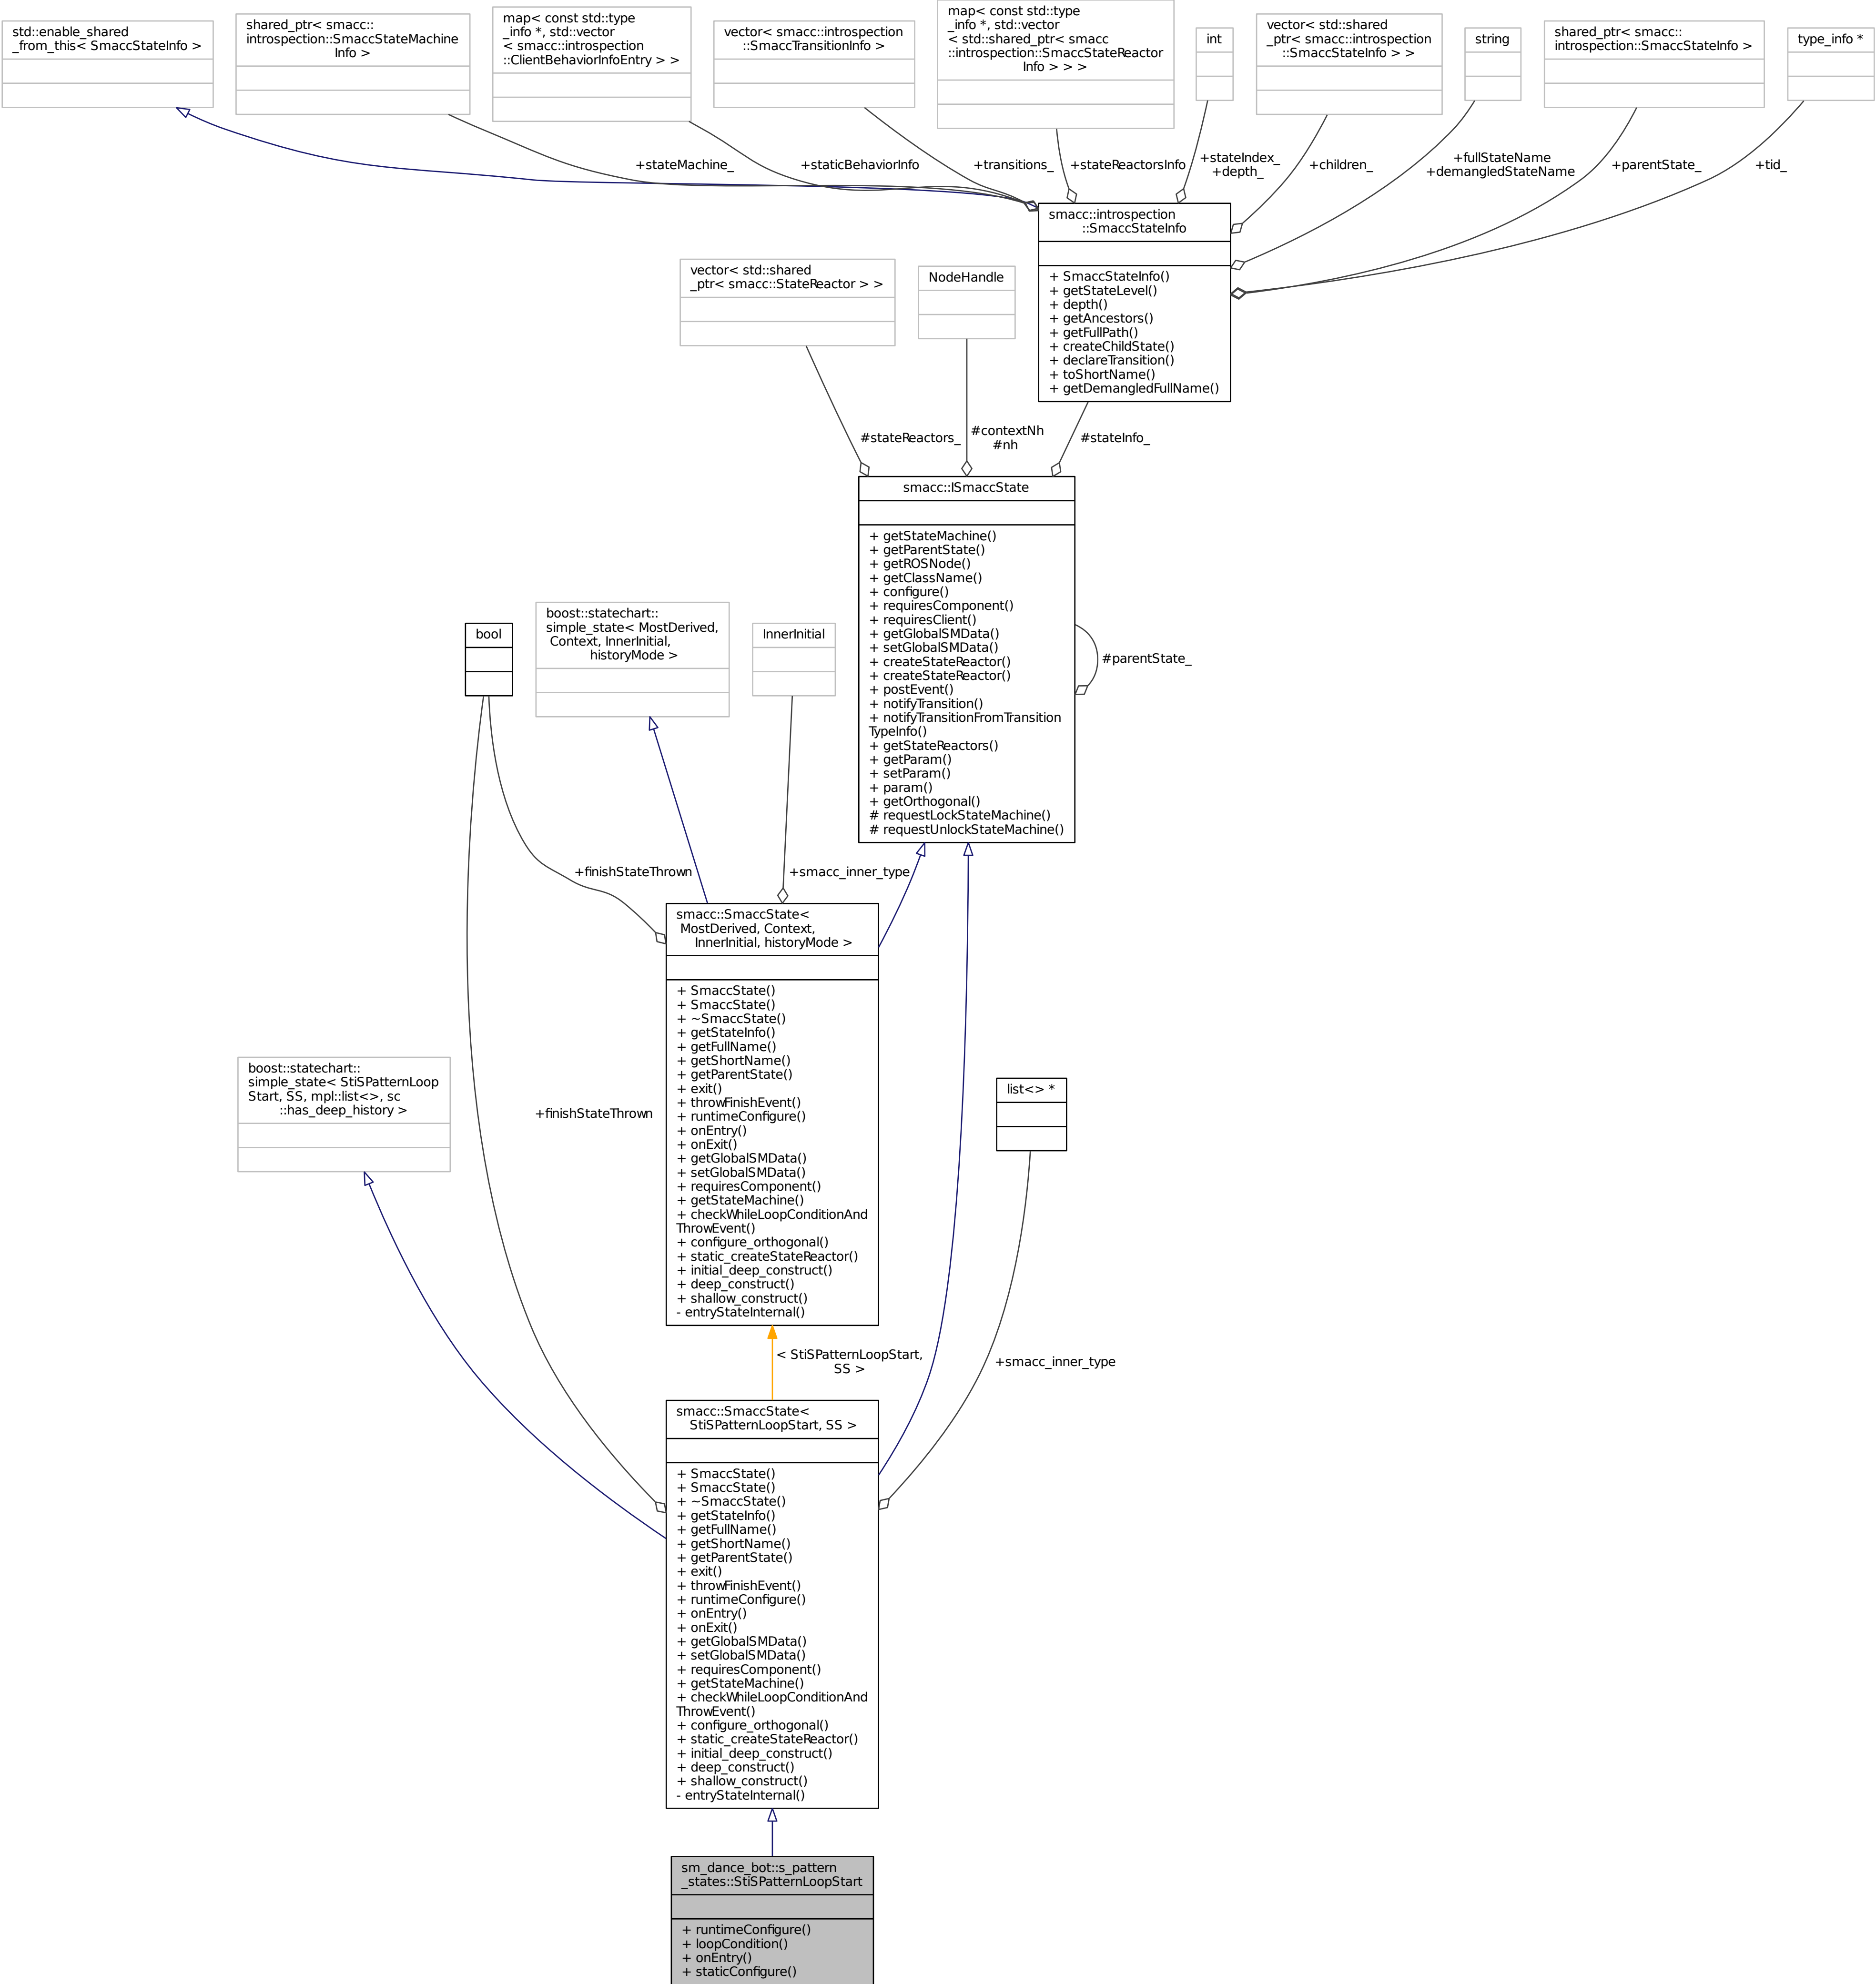 std::enable_shared
_from_this< SmaccStateInfo >
shared_ptr< smacc::
introspection::SmaccStateMachine
Info >
map< const std::type
_info *, std::vector
< smacc::introspection
::ClientBehaviorInfoEntry > >
vector< smacc::introspection
::SmaccTransitionInfo >
map< const std::type
_info *, std::vector
< std::shared_ptr< smacc
::introspection::SmaccStateReactor
Info > > >
int
vector< std::shared
_ptr< smacc::introspection
::SmaccStateInfo > >
string
shared_ptr< smacc::
introspection::SmaccStateInfo >
type_info *
+stateMachine_
+staticBehaviorInfo
+transitions_
+stateReactorsInfo
+stateIndex_
+depth_
+children_
+fullStateName
+demangledStateName
+parentState_
+tid_
smacc::introspection
::SmaccStateInfo
+ SmaccStateInfo()
+ getStateLevel()
+ depth()
+ getAncestors()
+ getFullPath()
+ createChildState()
+ declareTransition()
+ toShortName()
+ getDemangledFullName()
vector< std::shared
_ptr< smacc::StateReactor > >
NodeHandle
#stateReactors_
#contextNh
#nh
#stateInfo_
smacc::ISmaccState
+ getStateMachine()
+ getParentState()
+ getROSNode()
+ getClassName()
+ configure()
+ requiresComponent()
+ requiresClient()
+ getGlobalSMData()
+ setGlobalSMData()
+ createStateReactor()
+ createStateReactor()
+ postEvent()
+ notifyTransition()
+ notifyTransitionFromTransition
TypeInfo()
+ getStateReactors()
+ getParam()
+ setParam()
+ param()
+ getOrthogonal()
# requestLockStateMachine()
# requestUnlockStateMachine()
#parentState_
bool
boost::statechart::
simple_state< MostDerived,
Context, InnerInitial,
historyMode >
InnerInitial
+finishStateThrown
+smacc_inner_type
smacc::SmaccState<
MostDerived, Context,
InnerInitial, historyMode >
+ SmaccState()
+ SmaccState()
+ ~SmaccState()
+ getStateInfo()
+ getFullName()
+ getShortName()
+ getParentState()
+ exit()
+ throwFinishEvent()
+ runtimeConfigure()
+ onEntry()
+ onExit()
+ getGlobalSMData()
+ setGlobalSMData()
+ requiresComponent()
+ getStateMachine()
+ checkWhileLoopConditionAnd
ThrowEvent()
+ configure_orthogonal()
+ static_createStateReactor()
+ initial_deep_construct()
+ deep_construct()
+ shallow_construct()
- entryStateInternal()
boost::statechart::
simple_state< StiSPatternLoop
Start, SS, mpl::list<>, sc
::has_deep_history >
+finishStateThrown
list<> *
< StiSPatternLoopStart,
SS >
+smacc_inner_type
smacc::SmaccState<
StiSPatternLoopStart, SS >
+ SmaccState()
+ SmaccState()
+ ~SmaccState()
+ getStateInfo()
+ getFullName()
+ getShortName()
+ getParentState()
+ exit()
+ throwFinishEvent()
+ runtimeConfigure()
+ onEntry()
+ onExit()
+ getGlobalSMData()
+ setGlobalSMData()
+ requiresComponent()
+ getStateMachine()
+ checkWhileLoopConditionAnd
ThrowEvent()
+ configure_orthogonal()
+ static_createStateReactor()
+ initial_deep_construct()
+ deep_construct()
+ shallow_construct()
- entryStateInternal()
sm_dance_bot::s_pattern
_states::StiSPatternLoopStart
+ runtimeConfigure()
+ loopCondition()
+ onEntry()
+ staticConfigure()